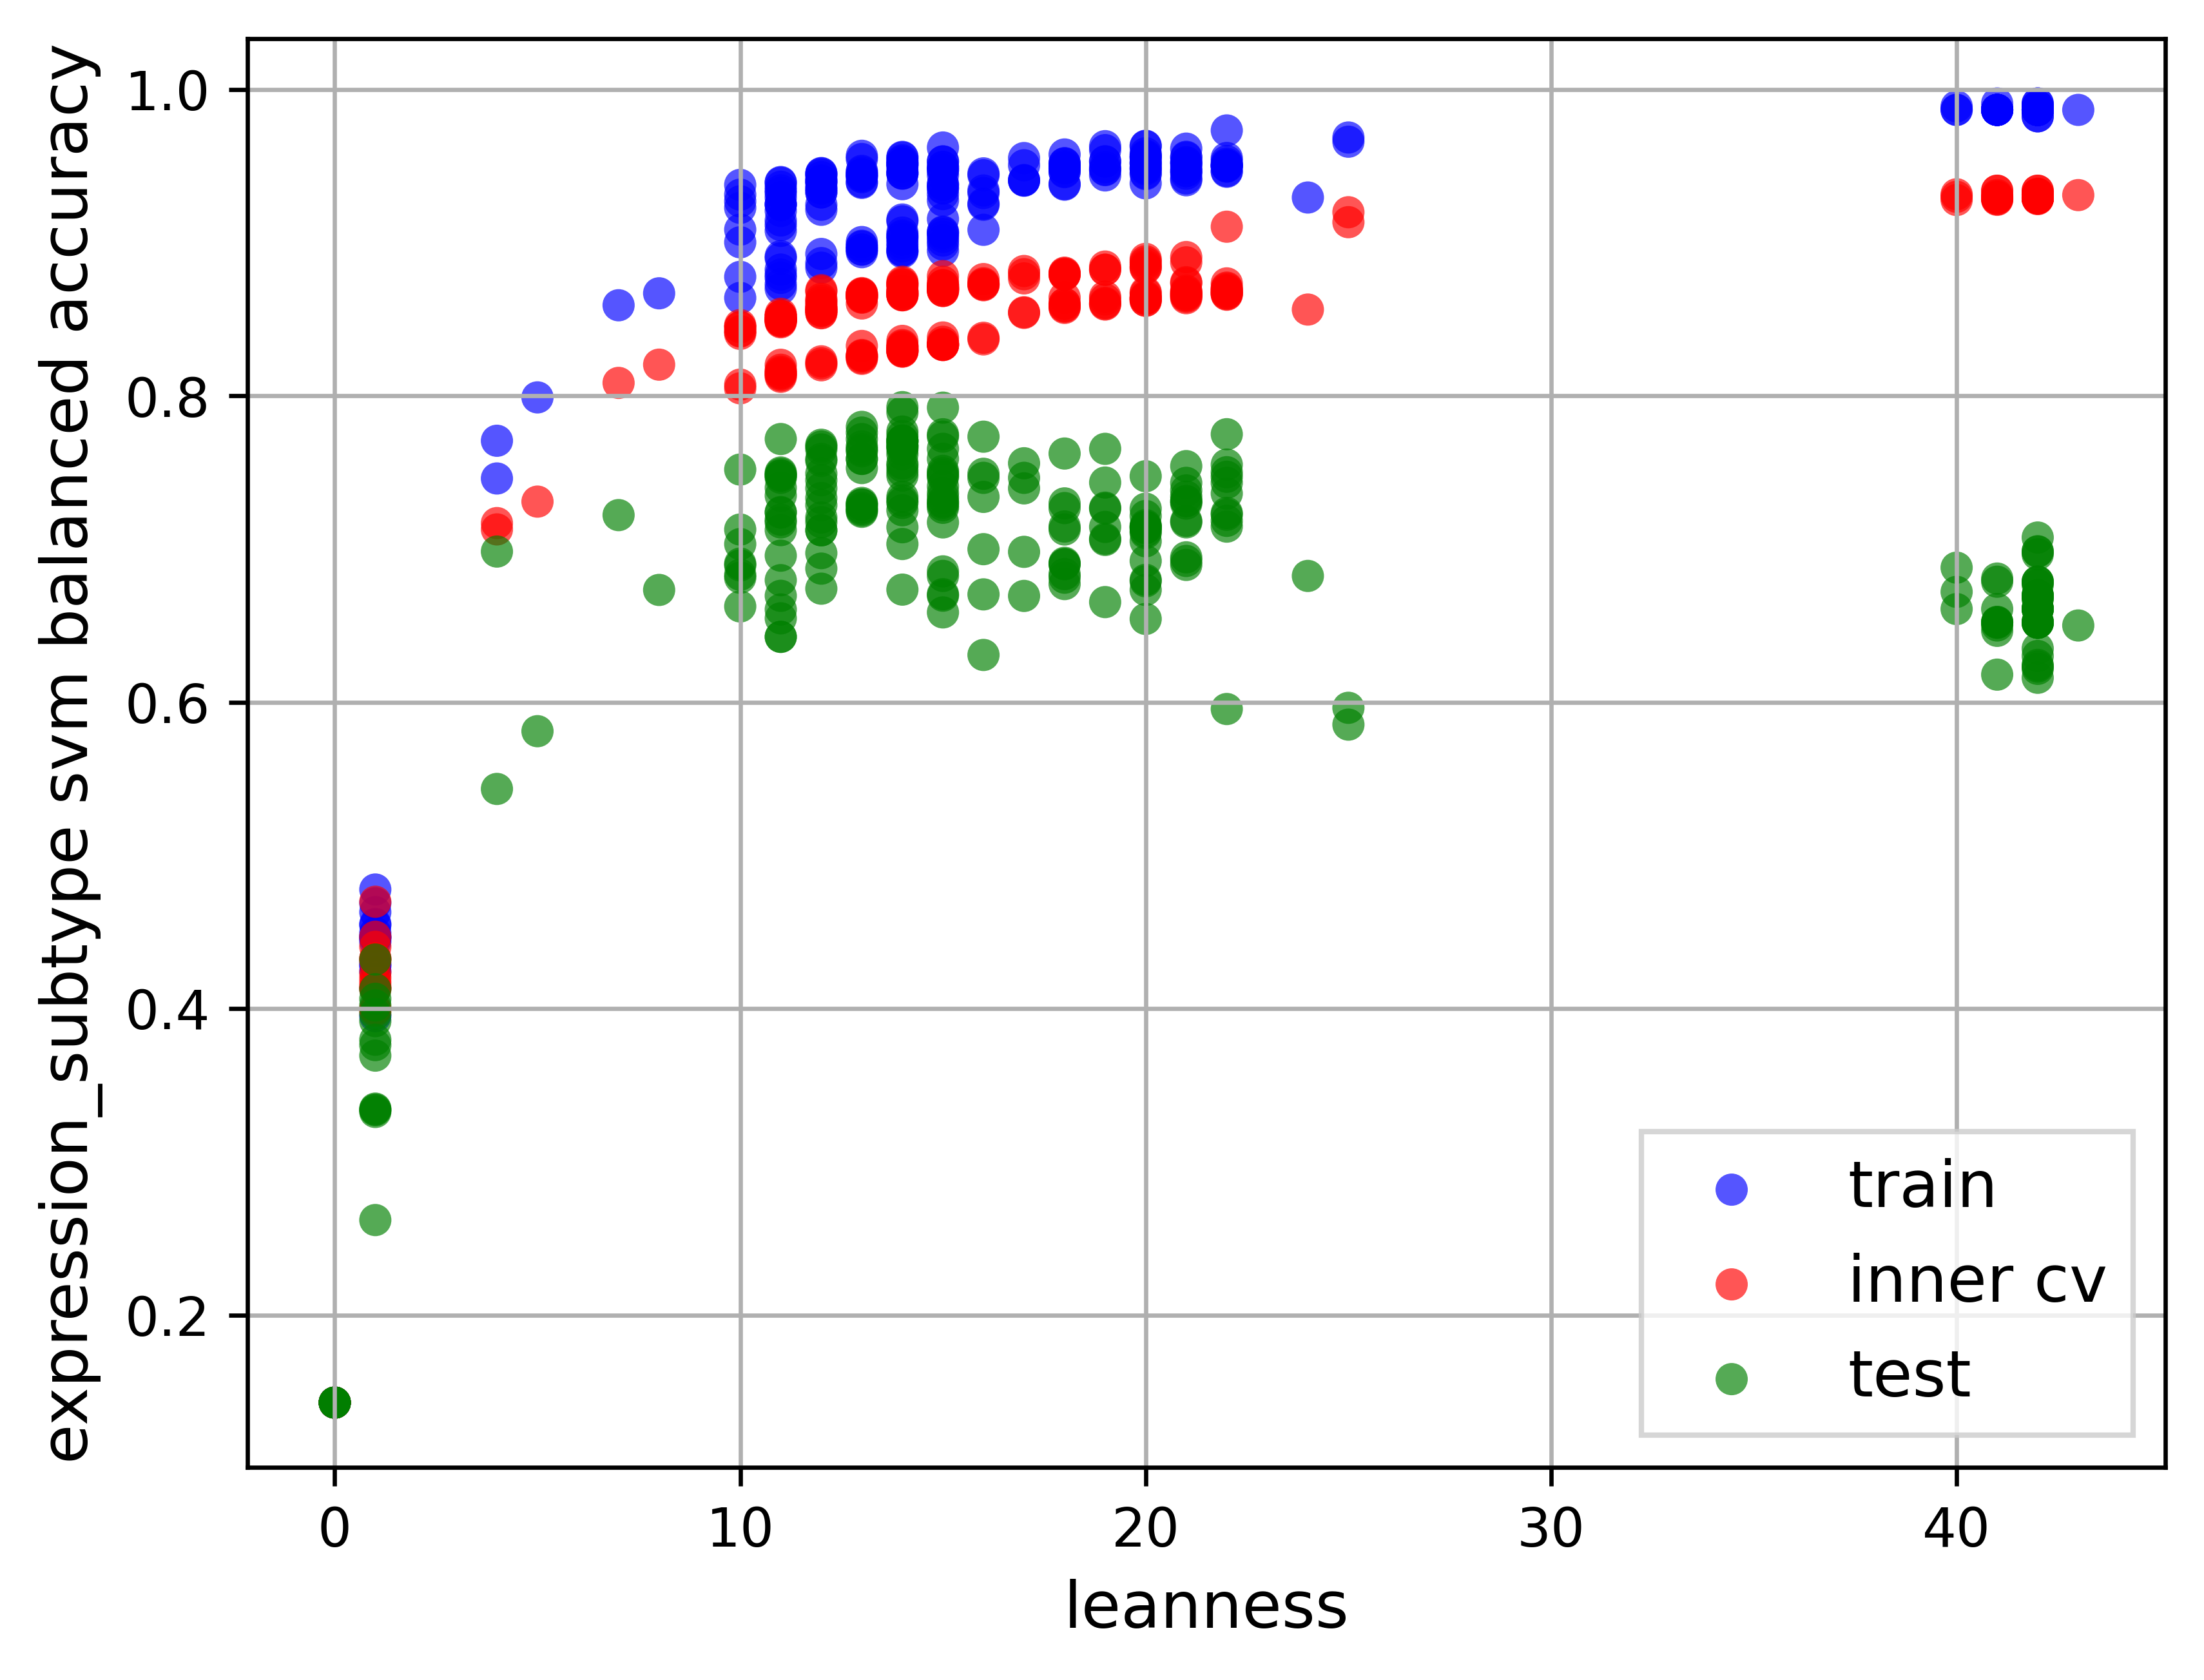 expression_subtype svm balanced accuracy
1.0
0.8
0.6
0.4
0.2
train
inner cv
test
0 10 20 30 40
leanness